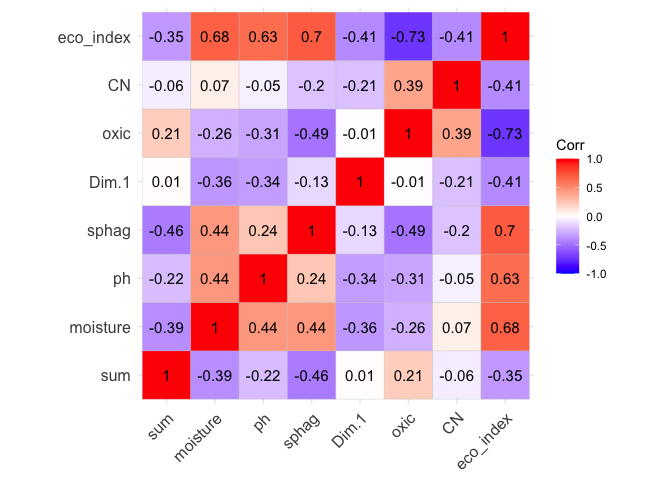 eco_index -0.35 0.68 0.63 0.7 -0.41 -0.73 -0.41 1
CN -0.06 0.07 -0.05 -0.2 -0.21 0.39 1 -0.41
oxic 0.21 -0.26 -0.31 -0.49 -0.01 1 0.39 -0.73
Dim.1 0.01 -0.36 -0.34 -0.13 1 -0.01 -0.21 -0.41
sphag -0.46 0.44 0.24 1 -0.13 -0.49 -0.2 0.7
ph -0.22 0.44 1 0.24 -0.34 -0.31 -0.05 0.63
moisture -0.39 1 0.44 0.44 -0.36 -0.26 0.07 0.68
sum 1 -0.39 -0.22 -0.46 0.01 0.21 -0.06 -0.35
sum moisture ph sphag Dim.1 oxic CN eco_index
Corr
1.0
0.5
0.0
-0.5
-1.0